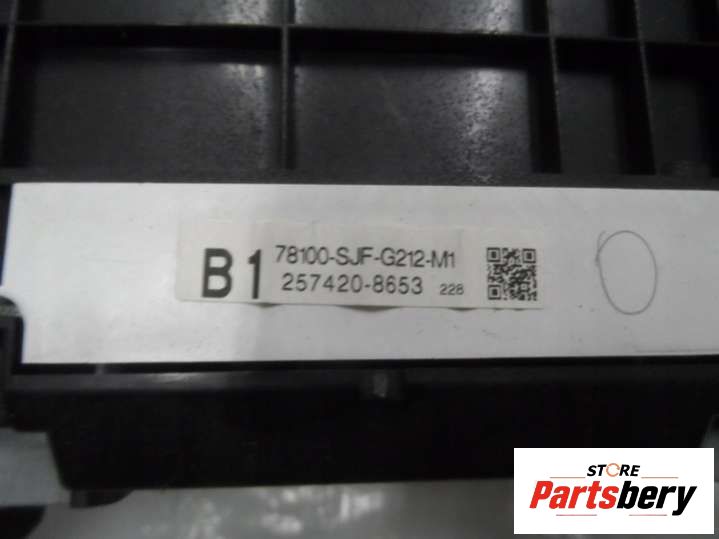 B1
78100-SJF-G212-M1
257420-8653 228
STORE
Partsbery